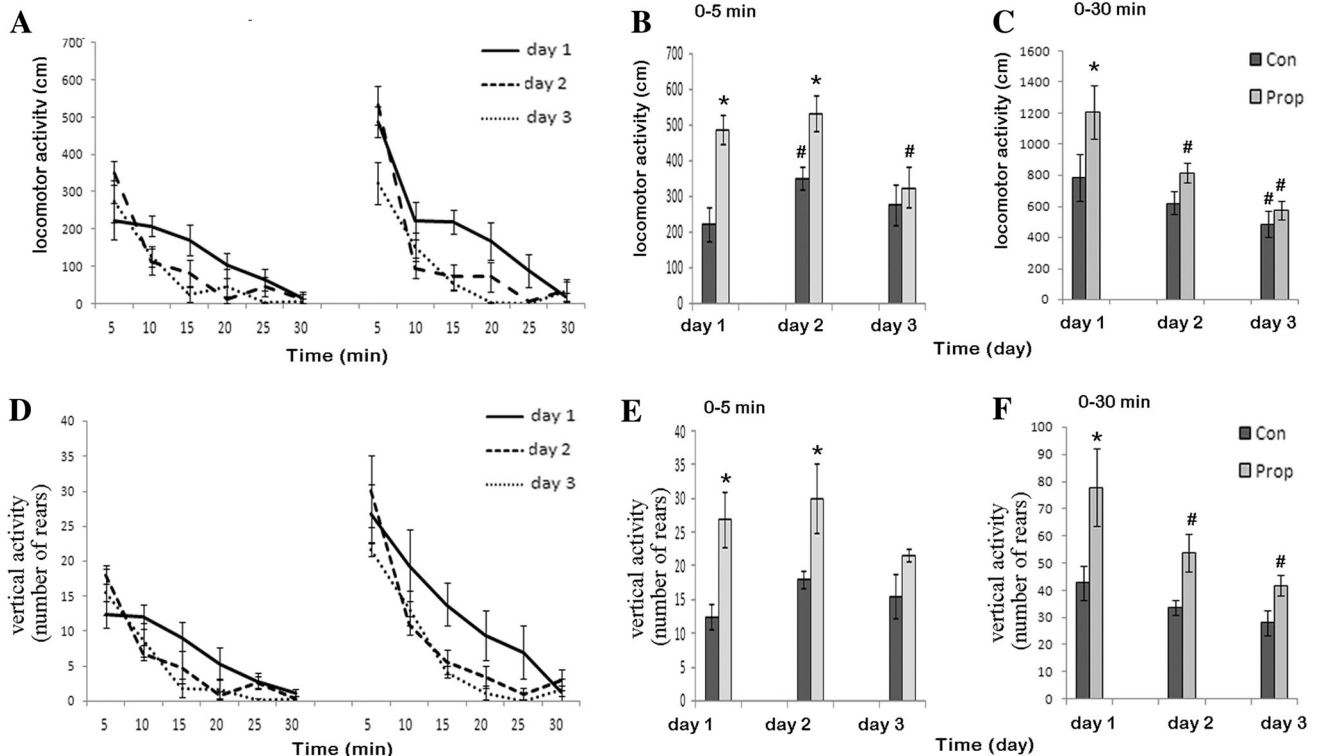 A
locomotor activity (cm)
700
600
500
400
300
200
100
0
5 10 15 20 25 30 5 10 15 20 25 30
Time (min)
day 1
day 2
day 3
B
0-5 min
locomotor activity (cm)
700
600
500
400
300
200
100
0
* * # #
day 1 day 2 day 3
C
0-30 min
locomotor activity (cm)
1600
1400
1200
1000
800
600
400
200
0
* # # #
day 1 day 2 day 3
Con
Prop
Time (day)
D
vertical activity
(number of rears)
40
35
30
25
20
15
10
5
0
5 10 15 20 25 30 5 10 15 20 25 30
Time (min)
day 1
day 2
day 3
E
0-5 min
vertical activity
(number of rears)
40
35
30
25
20
15
10
5
0
* *
day 1 day 2 day 3
F
0-30 min
vertical activity
(number of rears)
100
90
80
70
60
50
40
30
20
10
0
* # #
day 1 day 2 day 3
Con
Prop
Time (day)